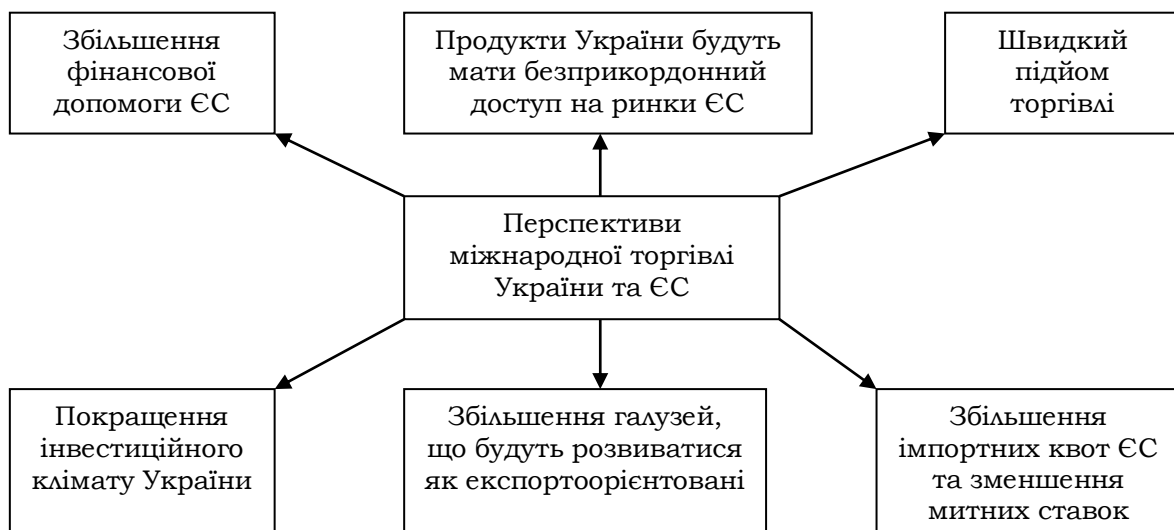 Збільшення
фінансової
допомоги ЄС
Продукти України будуть
мати безприкордонний
доступ на ринки ЄС
Швидкий
підйом
торгівлі
Перспективи
міжнародної торгівлі
України та ЄС
Покращення
інвестиційного
клімату України
Збільшення галузей,
що будуть розвиватися
як експортоорієнтовані
Збільшення
імпортних квот ЄС
та зменшення
митних ставок